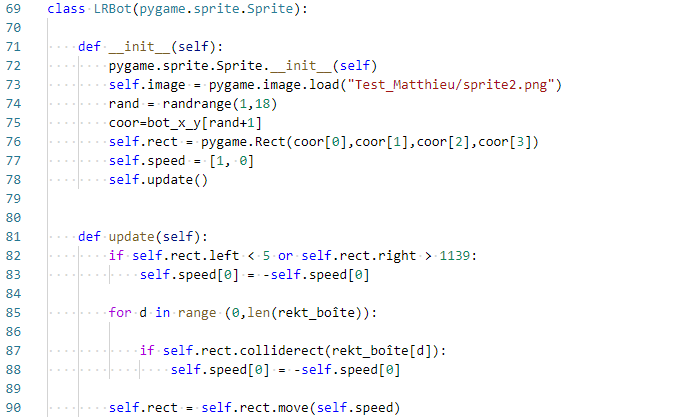 69 class LRBot(pygame.sprite.Sprite):
70
71 def __init__(self):
72 pygame.sprite.Sprite.__init__(self)
73 self.image = pygame.image.load("Test_Matthieu/sprite2.png")
74 rand = randrange(1,18)
75 coor=bot_x_y[rand+1]
76 self.rect = pygame.Rect(coor[0],coor[1],coor[2],coor[3])
77 self.speed = [1, 0]
78 self.update()
79
80
81 def update(self):
82 if self.rect.left < 5 or self.rect.right > 1139:
83 self.speed[0] = -self.speed[0]
84
85 for d in range (0,len(rekt_boîte)):
86
87 if self.rect.colliderect(rekt_boîte[d]):
88 self.speed[0] = -self.speed[0]
89
90 self.rect = self.rect.move(self.speed)